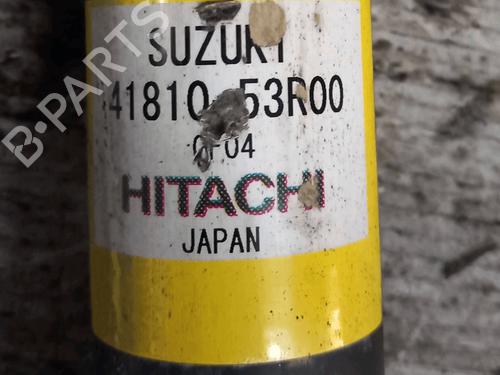 SUZUKI
41810-53R00
HITACHI
JAPAN
B-PARTS